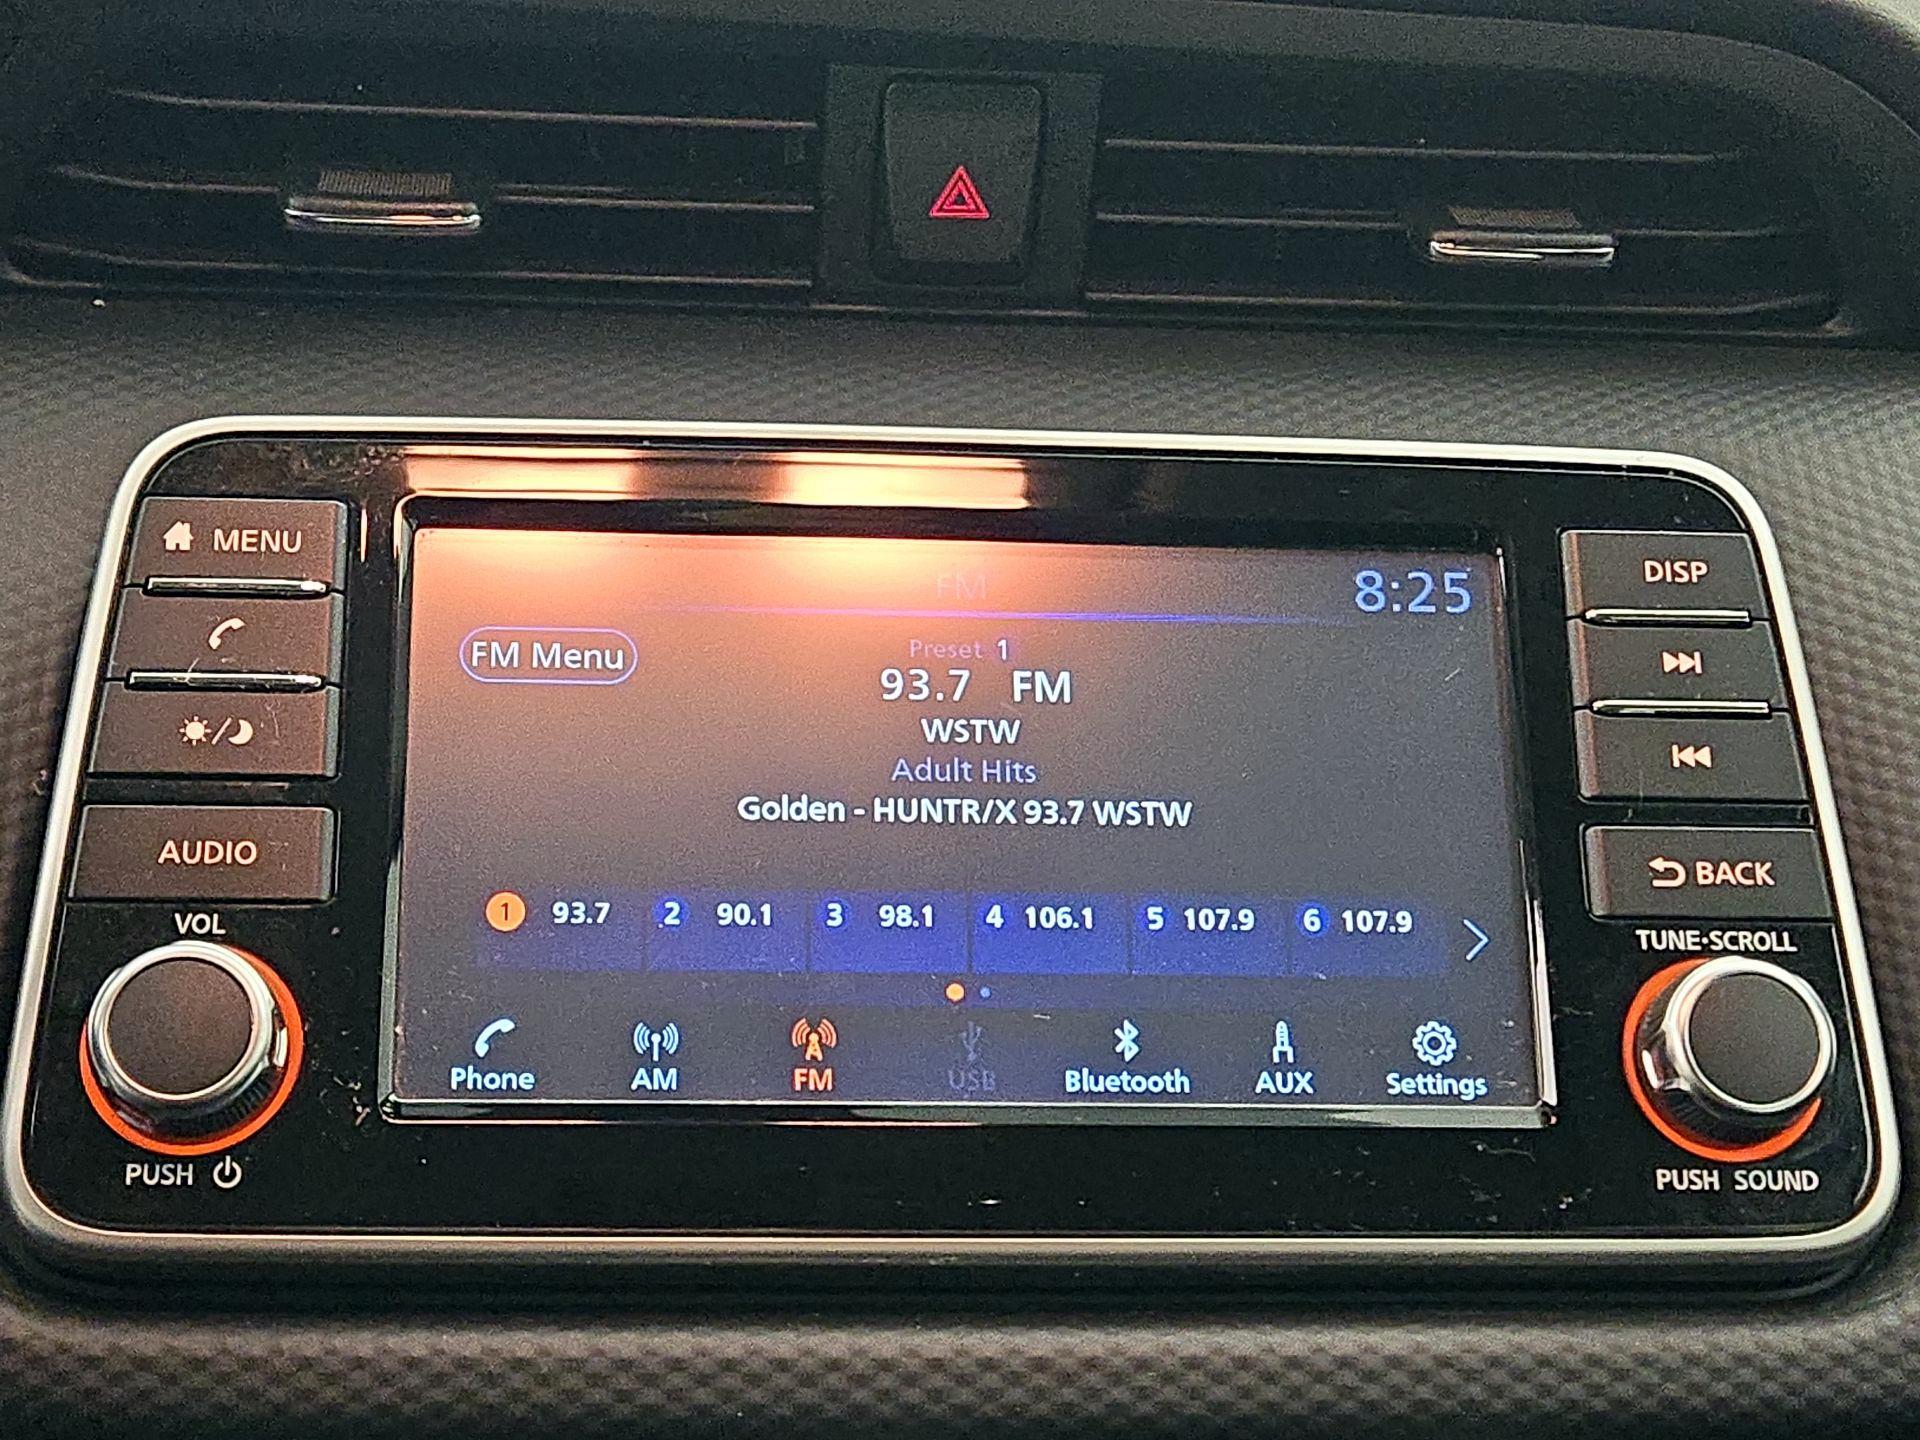 MENU
AUDIO
VOL
PUSH
FM
8:25
FM Menu
Preset 1
93.7 FM
WSTW
Adult Hits
Golden - HUNTR/X 93.7 WSTW
1 93.7 2 90.1 3 98.1 4 106.1 5 107.9 6 107.9
Phone AM FM USB Bluetooth AUX Settings
DISP
BACK
TUNE•SCROLL
PUSH SOUND